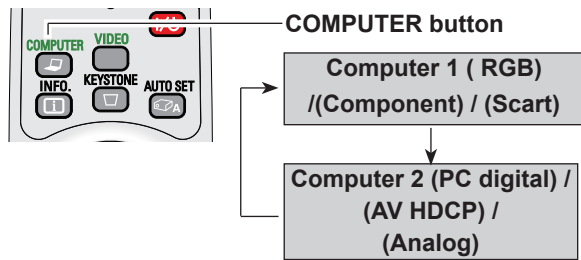 I/⏻
COMPUTER button
COMPUTER
VIDEO
INFO.
KEYSTONE
AUTO SET
i
A
Computer 1 ( RGB)
/(Component) / (Scart)
Computer 2 (PC digital) /
(AV HDCP) /
(Analog)